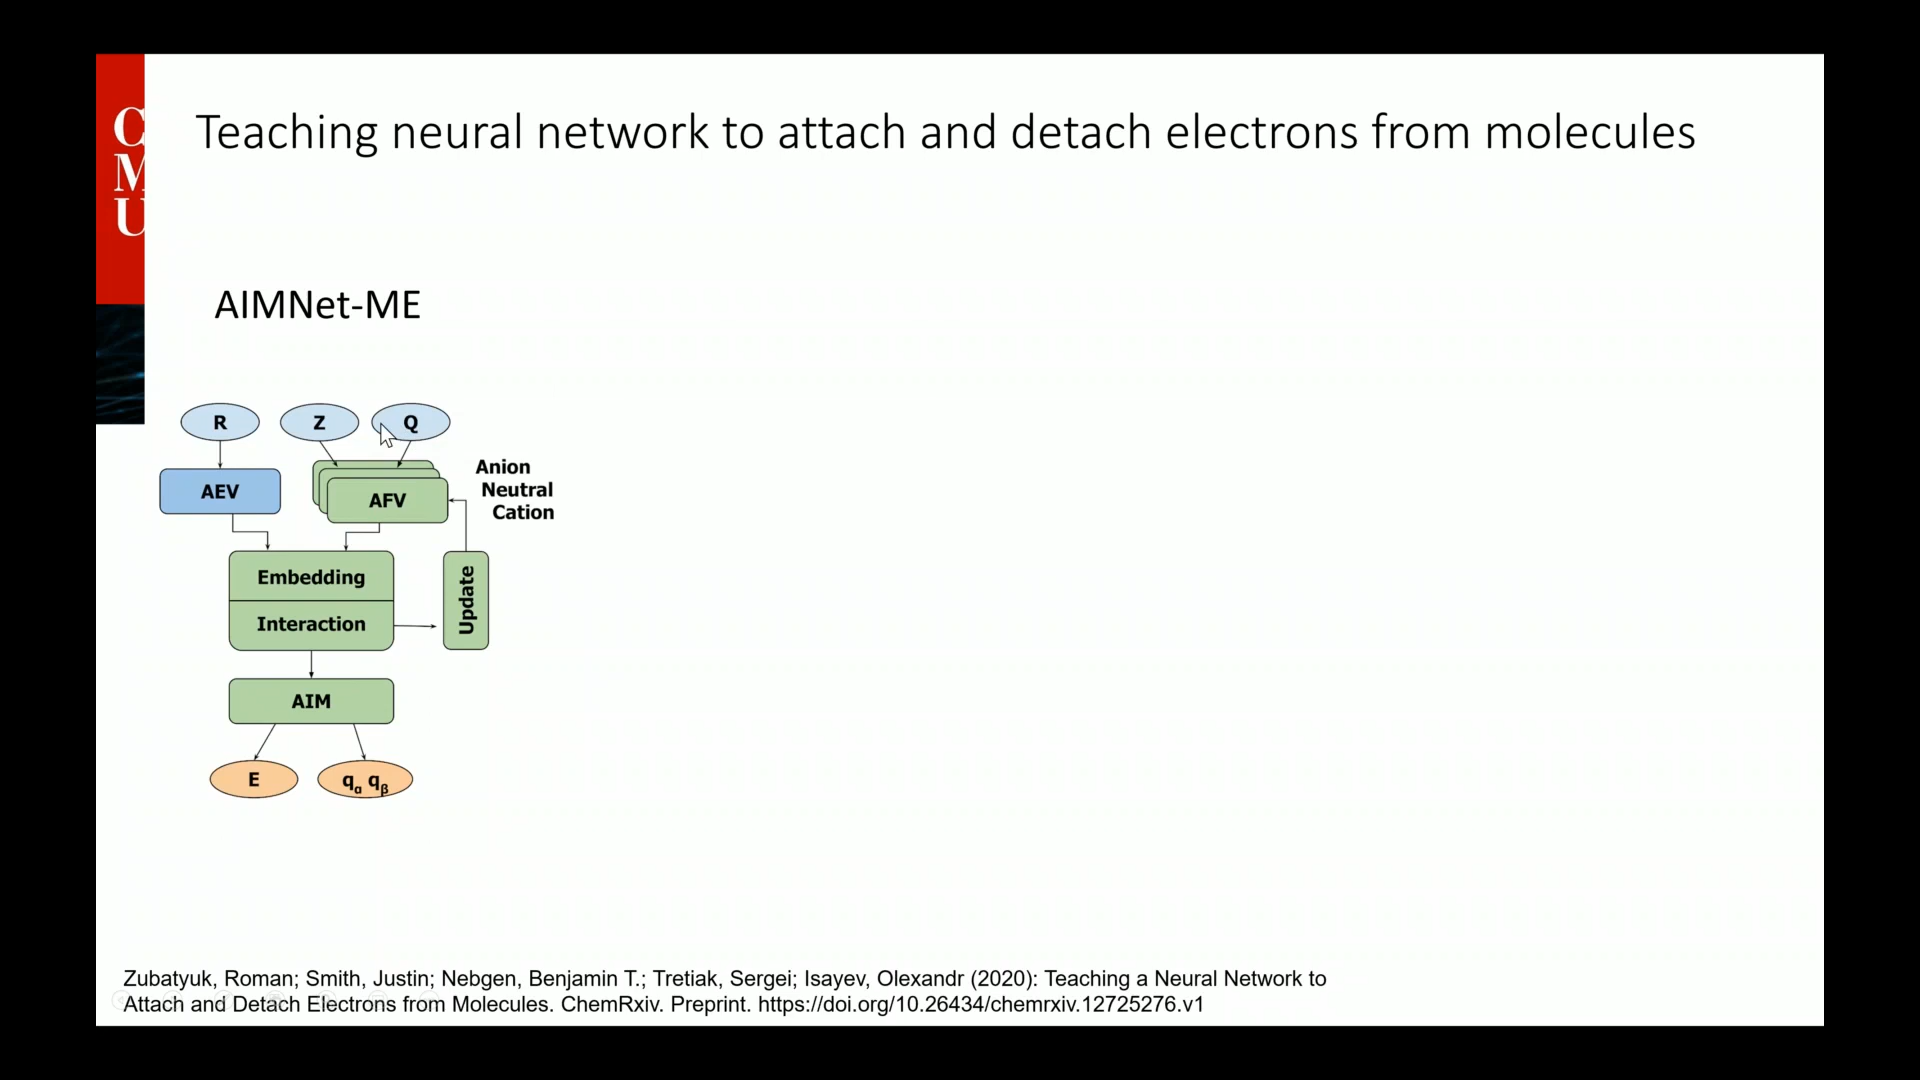 C
M
U
Teaching neural network to attach and detach electrons from molecules
AIMNet-ME
R
Z
Q
AEV
AFV
Anion
Neutral
Cation
Embedding
Interaction
Update
AIM
E
qα qβ
Zubatyuk, Roman; Smith, Justin; Nebgen, Benjamin T.; Tretiak, Sergei; Isayev, Olexandr (2020): Teaching a Neural Network to
Attach and Detach Electrons from Molecules. ChemRxiv. Preprint. https://doi.org/10.26434/chemrxiv.12725276.v1